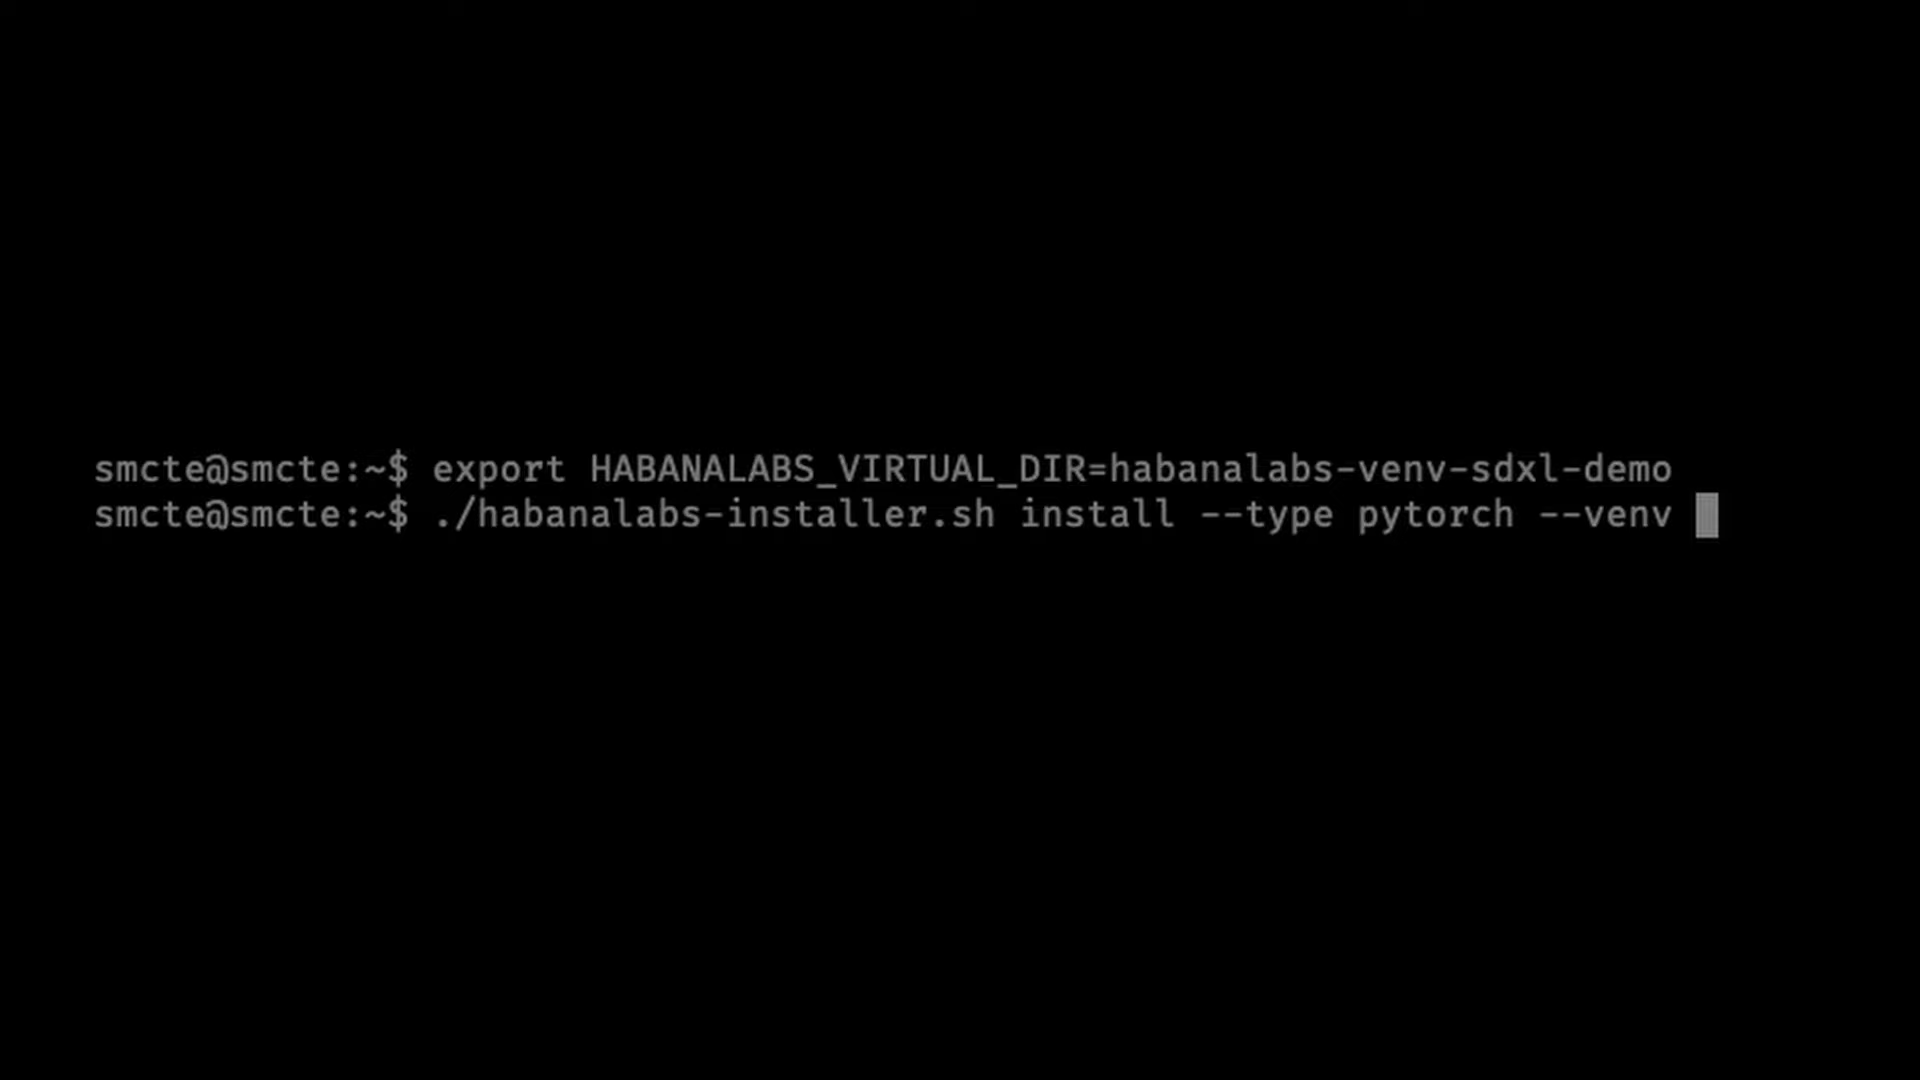 smcte@smcte:~$ export HABANALABS_VIRTUAL_DIR=habanalabs-venv-sdxl-demo
smcte@smcte:~$ ./habanalabs-installer.sh install --type pytorch --venv